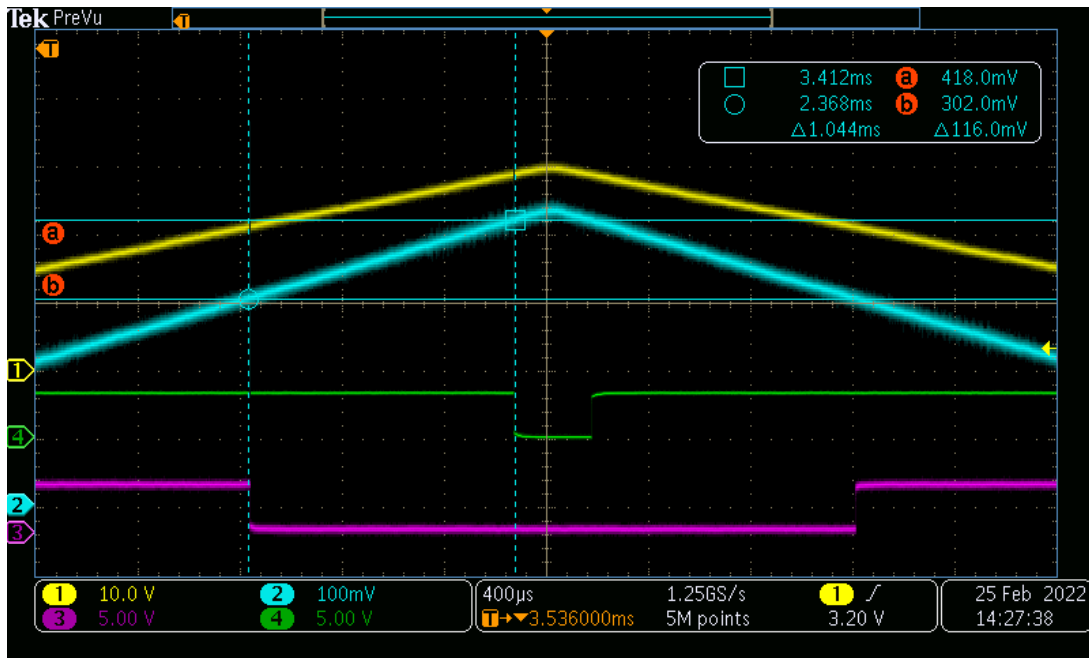 Tek PreVu
T
T
3.412ms a 418.0mV
2.368ms b 302.0mV
Δ1.044ms Δ116.0mV
a
b
1
4
2
3
1 10.0 V 2 100mV 400µs 1.25GS/s 1 3.20 V 25 Feb 2022
3 5.00 V 4 5.00 V T→▼3.536000ms 5M points 14:27:38